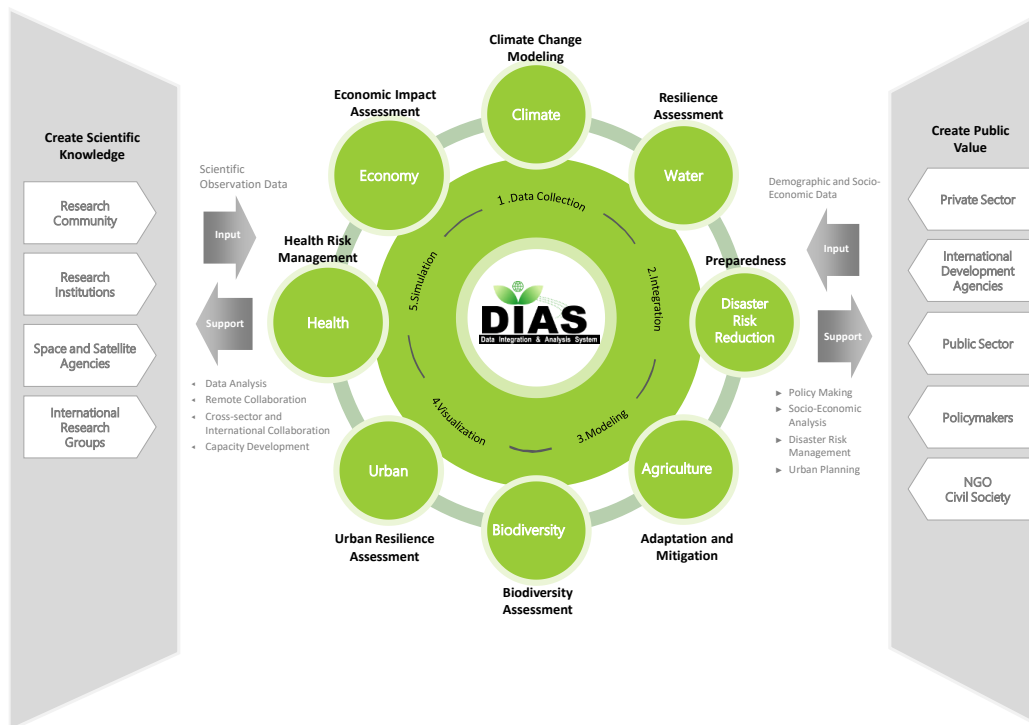 Climate Change
Modeling
Climate
Economic Impact
Assessment
Economy
Resilience
Assessment
Water
Create Scientific
Knowledge
Research
Community
Research
Institutions
Space and Satellite
Agencies
International
Research
Groups
Scientific
Observation Data
Input
Support
◂ Data Analysis
◂ Remote Collaboration
◂ Cross-sector and
International Collaboration
◂ Capacity Development
Health Risk
Management
Health
1 .Data Collection
2.Integration
3.Modeling
4.Visualization
5.Simulation
DIAS
Data Integration & Analysis System
Preparedness
Disaster
Risk
Reduction
Urban
Urban Resilience
Assessment
Biodiversity
Biodiversity
Assessment
Agriculture
Adaptation and
Mitigation
Demographic and Socio-
Economic Data
Input
Support
► Policy Making
► Socio-Economic
Analysis
► Disaster Risk
Management
► Urban Planning
Create Public
Value
Private Sector
International
Development
Agencies
Public Sector
Policymakers
NGO
Civil Society